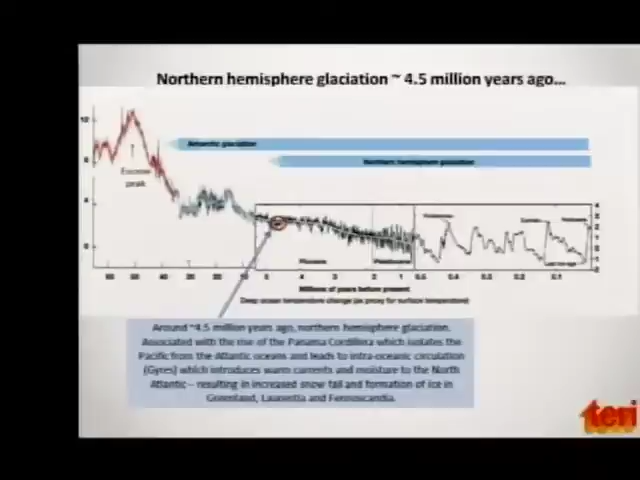 Northern hemisphere glaciation ~ 4.5 million years ago...
Antarctic glaciation
Northern hemisphere glaciation
Eocene
peak
Pliocene
Pleistocene
Millions of years before present
Deep ocean temperature change (as proxy for surface temperature)
Around ~4.5 million years ago, northern hemisphere glaciation.
Associated with the rise of the Panama Cordillera which isolates the
Pacific from the Atlantic oceans and leads to intra-oceanic circulation
(Gyres) which introduces warm currents and moisture to the North
Atlantic – resulting in increased snow fall and formation of ice in
Greenland, Laurentia and Fennoscandia.
teri